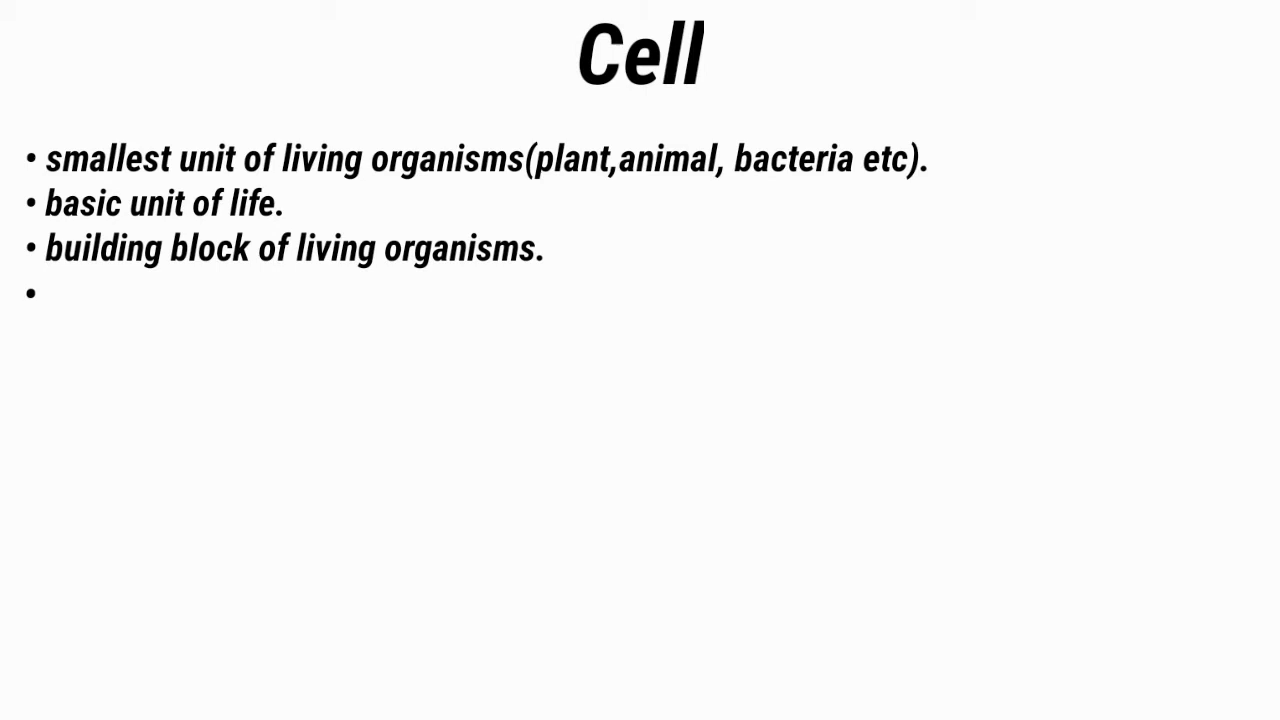 Cell
• smallest unit of living organisms(plant,animal, bacteria etc).
• basic unit of life.
• building block of living organisms.
•